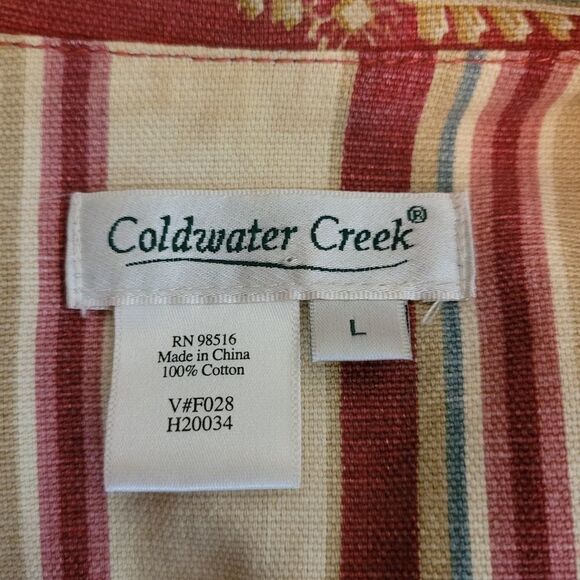 Coldwater Creek®
L
RN 98516
Made in China
100% Cotton
V#F028
H20034